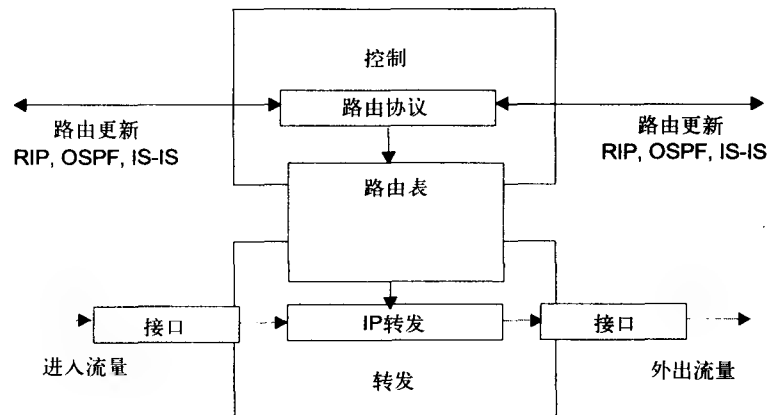 控制
路由协议
路由更新
RIP, OSPF, IS-IS
路由更新
RIP, OSPF, IS-IS
路由表
接口
IP转发
接口
进入流量
外出流量
转发